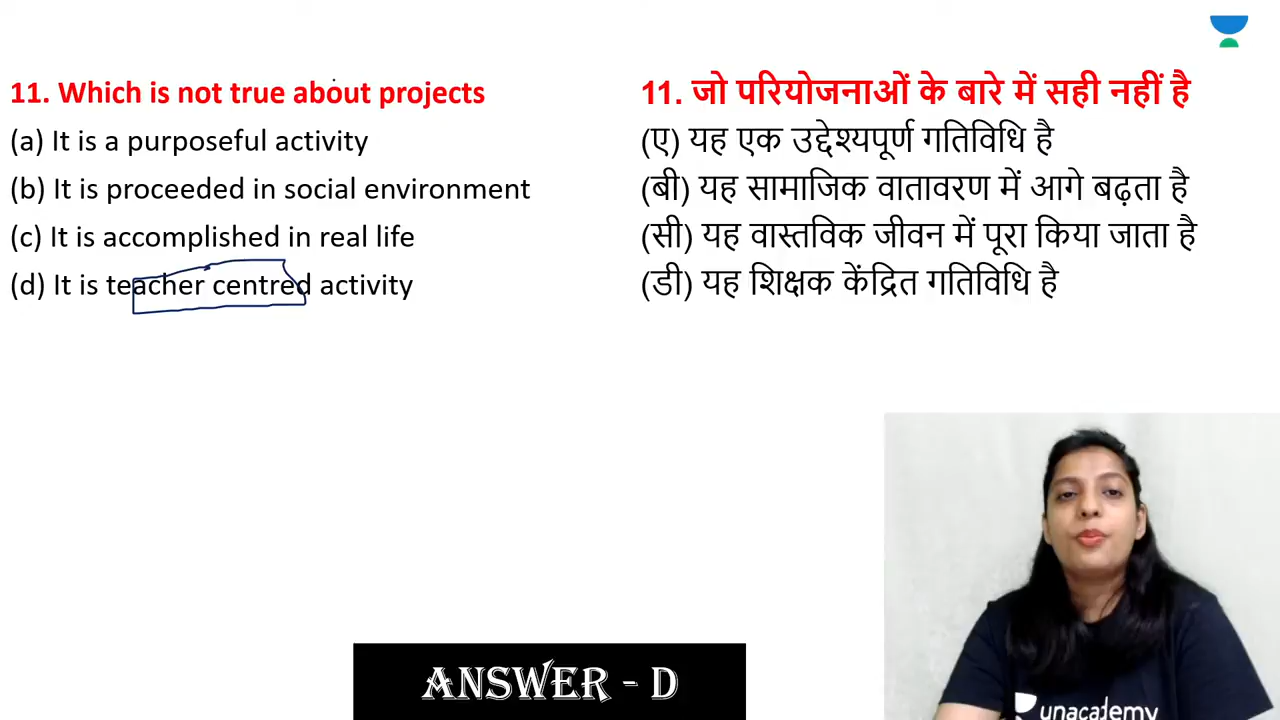 11. Which is not true about projects
(a) It is a purposeful activity
(b) It is proceeded in social environment
(c) It is accomplished in real life
(d) It is teacher centred activity
11. जो परियोजनाओं के बारे में सही नहीं है
(ए) यह एक उद्देश्यपूर्ण गतिविधि है
(बी) यह सामाजिक वातावरण में आगे बढ़ता है
(सी) यह वास्तविक जीवन में पूरा किया जाता है
(डी) यह शिक्षक केंद्रित गतिविधि है
ANSWER - D
unacademy